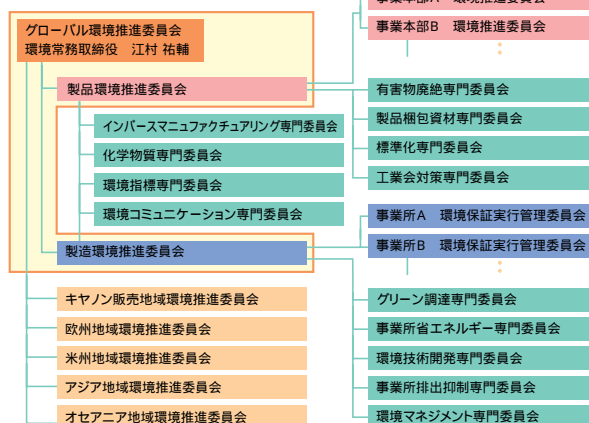 グローバル環境推進委員会
環境常務取締役　江村 祐輔
製品環境推進委員会
インバースマニュファクチュアリング専門委員会
化学物質専門委員会
環境指標専門委員会
環境コミュニケーション専門委員会
製造環境推進委員会
キヤノン販売地域環境推進委員会
欧州地域環境推進委員会
米州地域環境推進委員会
アジア地域環境推進委員会
オセアニア地域環境推進委員会
事業本部A　環境推進委員会
事業本部B　環境推進委員会
有害物廃絶専門委員会
製品梱包資材専門委員会
標準化専門委員会
工業会対策専門委員会
事業所A　環境保証実行管理委員会
事業所B　環境保証実行管理委員会
グリーン調達専門委員会
事業所省エネルギー専門委員会
環境技術開発専門委員会
事業所排出抑制専門委員会
環境マネジメント専門委員会